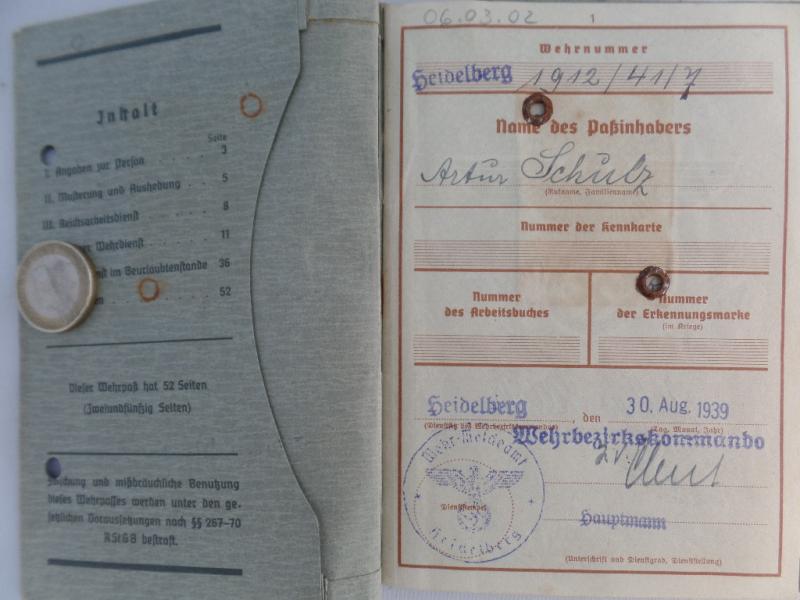 Inhalt
Seite
I. Angaben zur Person 3
II. Musterung und Aushebung 5
III. Reichsarbeitsdienst 8
Wehrdienst 11
im Beurlaubtenstande 36
52
Dieser Wehrpaß hat 52 Seiten
(Zweiundfünfzig Seiten)
und mißbräuchliche Benutzung
dieses Wehrpasses werden unter den ge-
setzlichen Voraussetzungen nach §§ 267-70
RStGB bestraft.
06.03.02
1
Wehrnummer
Heidelberg 1912/41/7
Name des Paßinhabers
Artur Schulz
(Rufname, Familienname)
Nummer der Kennkarte
Nummer
des Arbeitsbuches
Nummer
der Erkennungsmarke
(im Kriege)
Heidelberg, den 30. Aug. 1939
(Tag, Monat, Jahr)
Wehrbezirkskommando
Wehr-Meldeamt
Heidelberg
Dienststempel
Hauptmann
(Unterschrift und Dienstgrad, Dienststellung)